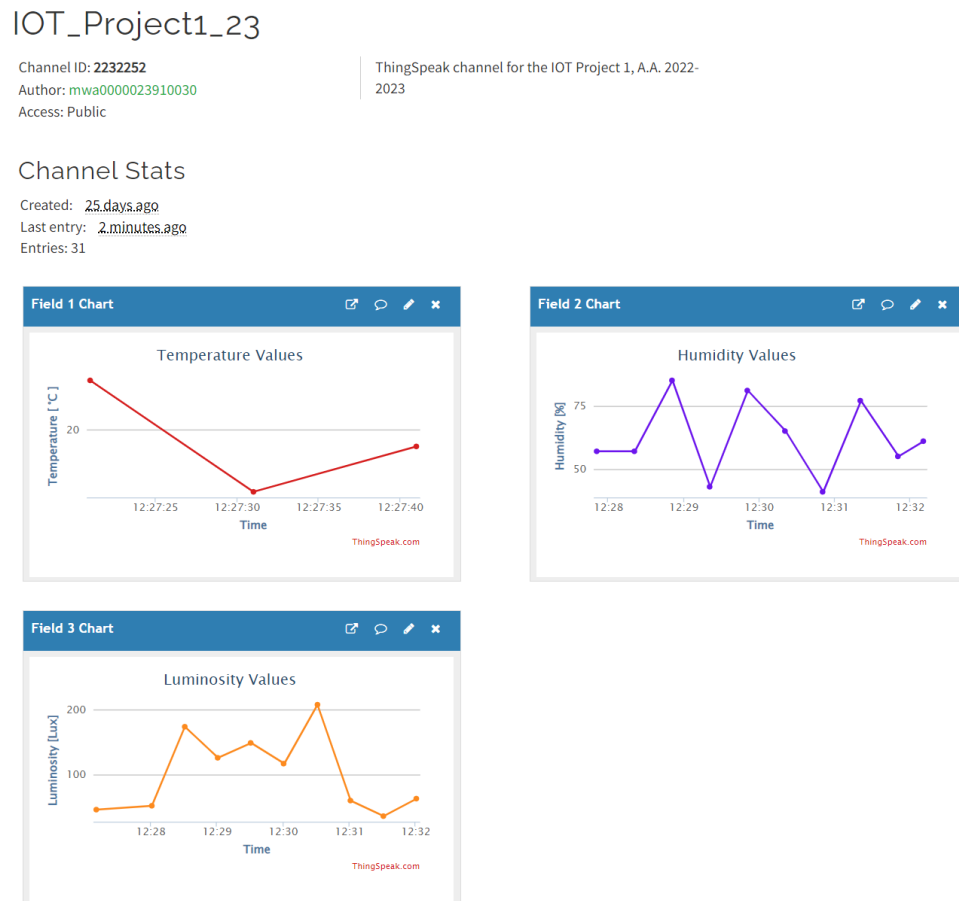 IOT_Project1_23
Channel ID: 2232252
Author: mwa0000023910030
Access: Public
ThingSpeak channel for the IOT Project 1, A.A. 2022-
2023
Channel Stats
Created: 25 days ago
Last entry: 2 minutes ago
Entries: 31
Field 1 Chart
Temperature Values
Temperature [ °C ]
20
12:27:25 12:27:30 12:27:35 12:27:40
Time
ThingSpeak.com
Field 2 Chart
Humidity Values
Humidity [%]
75
50
12:28 12:29 12:30 12:31 12:32
Time
ThingSpeak.com
Field 3 Chart
Luminosity Values
Luminosity [Lux]
200
100
12:28 12:29 12:30 12:31 12:32
Time
ThingSpeak.com